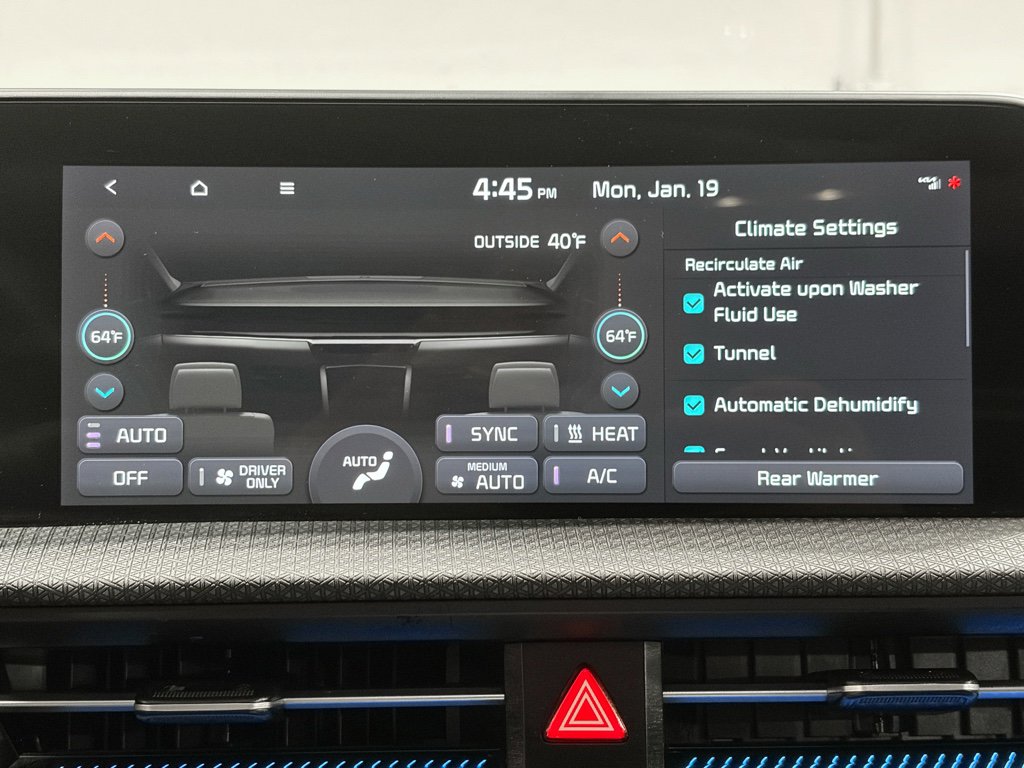 4:45 PM Mon, Jan. 19
Kia
OUTSIDE 40°F
64°F
64°F
AUTO
OFF
DRIVER
ONLY
AUTO
SYNC
HEAT
MEDIUM
AUTO
A/C
Climate Settings
Recirculate Air
Activate upon Washer
Fluid Use
Tunnel
Automatic Dehumidify
Rear Warmer